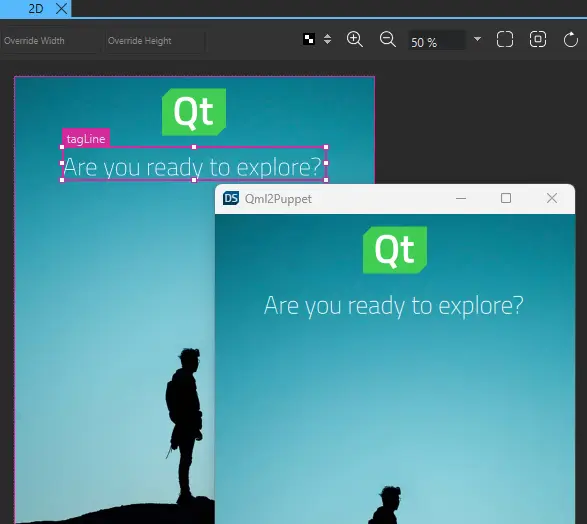 2D
Override Width
Override Height
50 %
Qt
tagLine
Are you ready to explore?
DS
Qml2Puppet
Qt
Are you ready to explore?